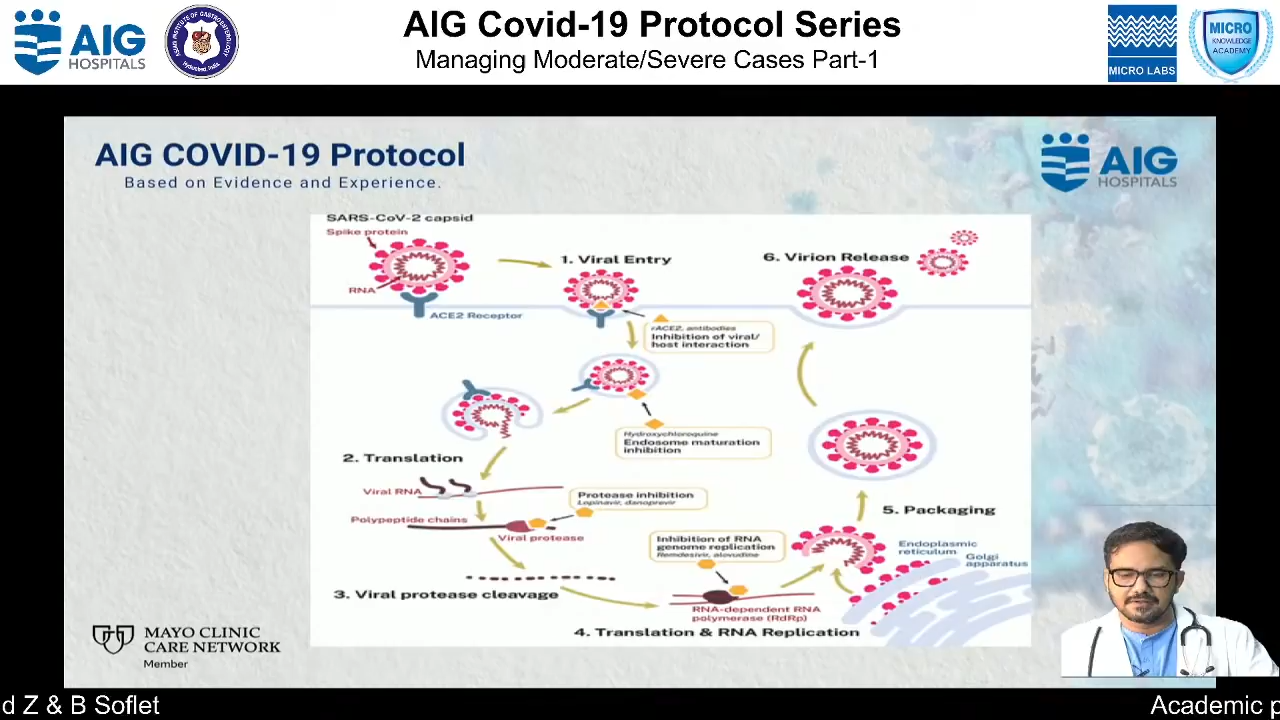 AIG
HOSPITALS
AIG Covid-19 Protocol Series
Managing Moderate/Severe Cases Part-1
MICRO LABS
MICRO
KNOWLEDGE
ACADEMY
AIG COVID-19 Protocol
Based on Evidence and Experience.
AIG
HOSPITALS
SARS-CoV-2 capsid
Spike protein
RNA
ACE2 Receptor
1. Viral Entry
6. Virion Release
rACE2, antibodies
Inhibition of viral/
host interaction
Hydroxychloroquine
Endosome maturation
inhibition
2. Translation
Viral RNA
Protease inhibition
Lopinavir, danoprevir
Polypeptide chains
Viral protease
3. Viral protease cleavage
Inhibition of RNA
genome replication
Remdesivir, alovudine
RNA-dependent RNA
polymerase (RdRp)
4. Translation & RNA Replication
5. Packaging
Endoplasmic
reticulum
Golgi
apparatus
MAYO CLINIC
CARE NETWORK
Member
d Z & B Soflet
Academic p